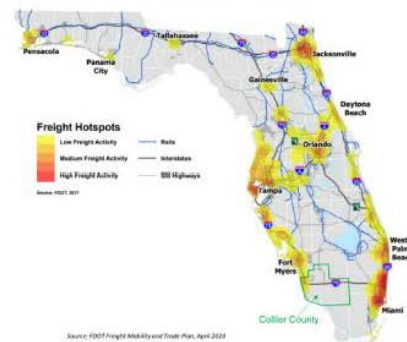 Pensacola
Tallahassee
Jacksonville
Panama
City
Gainesville
Daytona
Beach
Freight Hotspots
Low Freight Activity
Rails
Medium Freight Activity
Interstates
High Freight Activity
SIS Highways
Source: FDOT, 2017
Orlando
Tampa
West
Palm
Beach
Fort
Myers
Miami
Collier County
Source: FDOT Freight Mobility and Trade Plan, April 2020